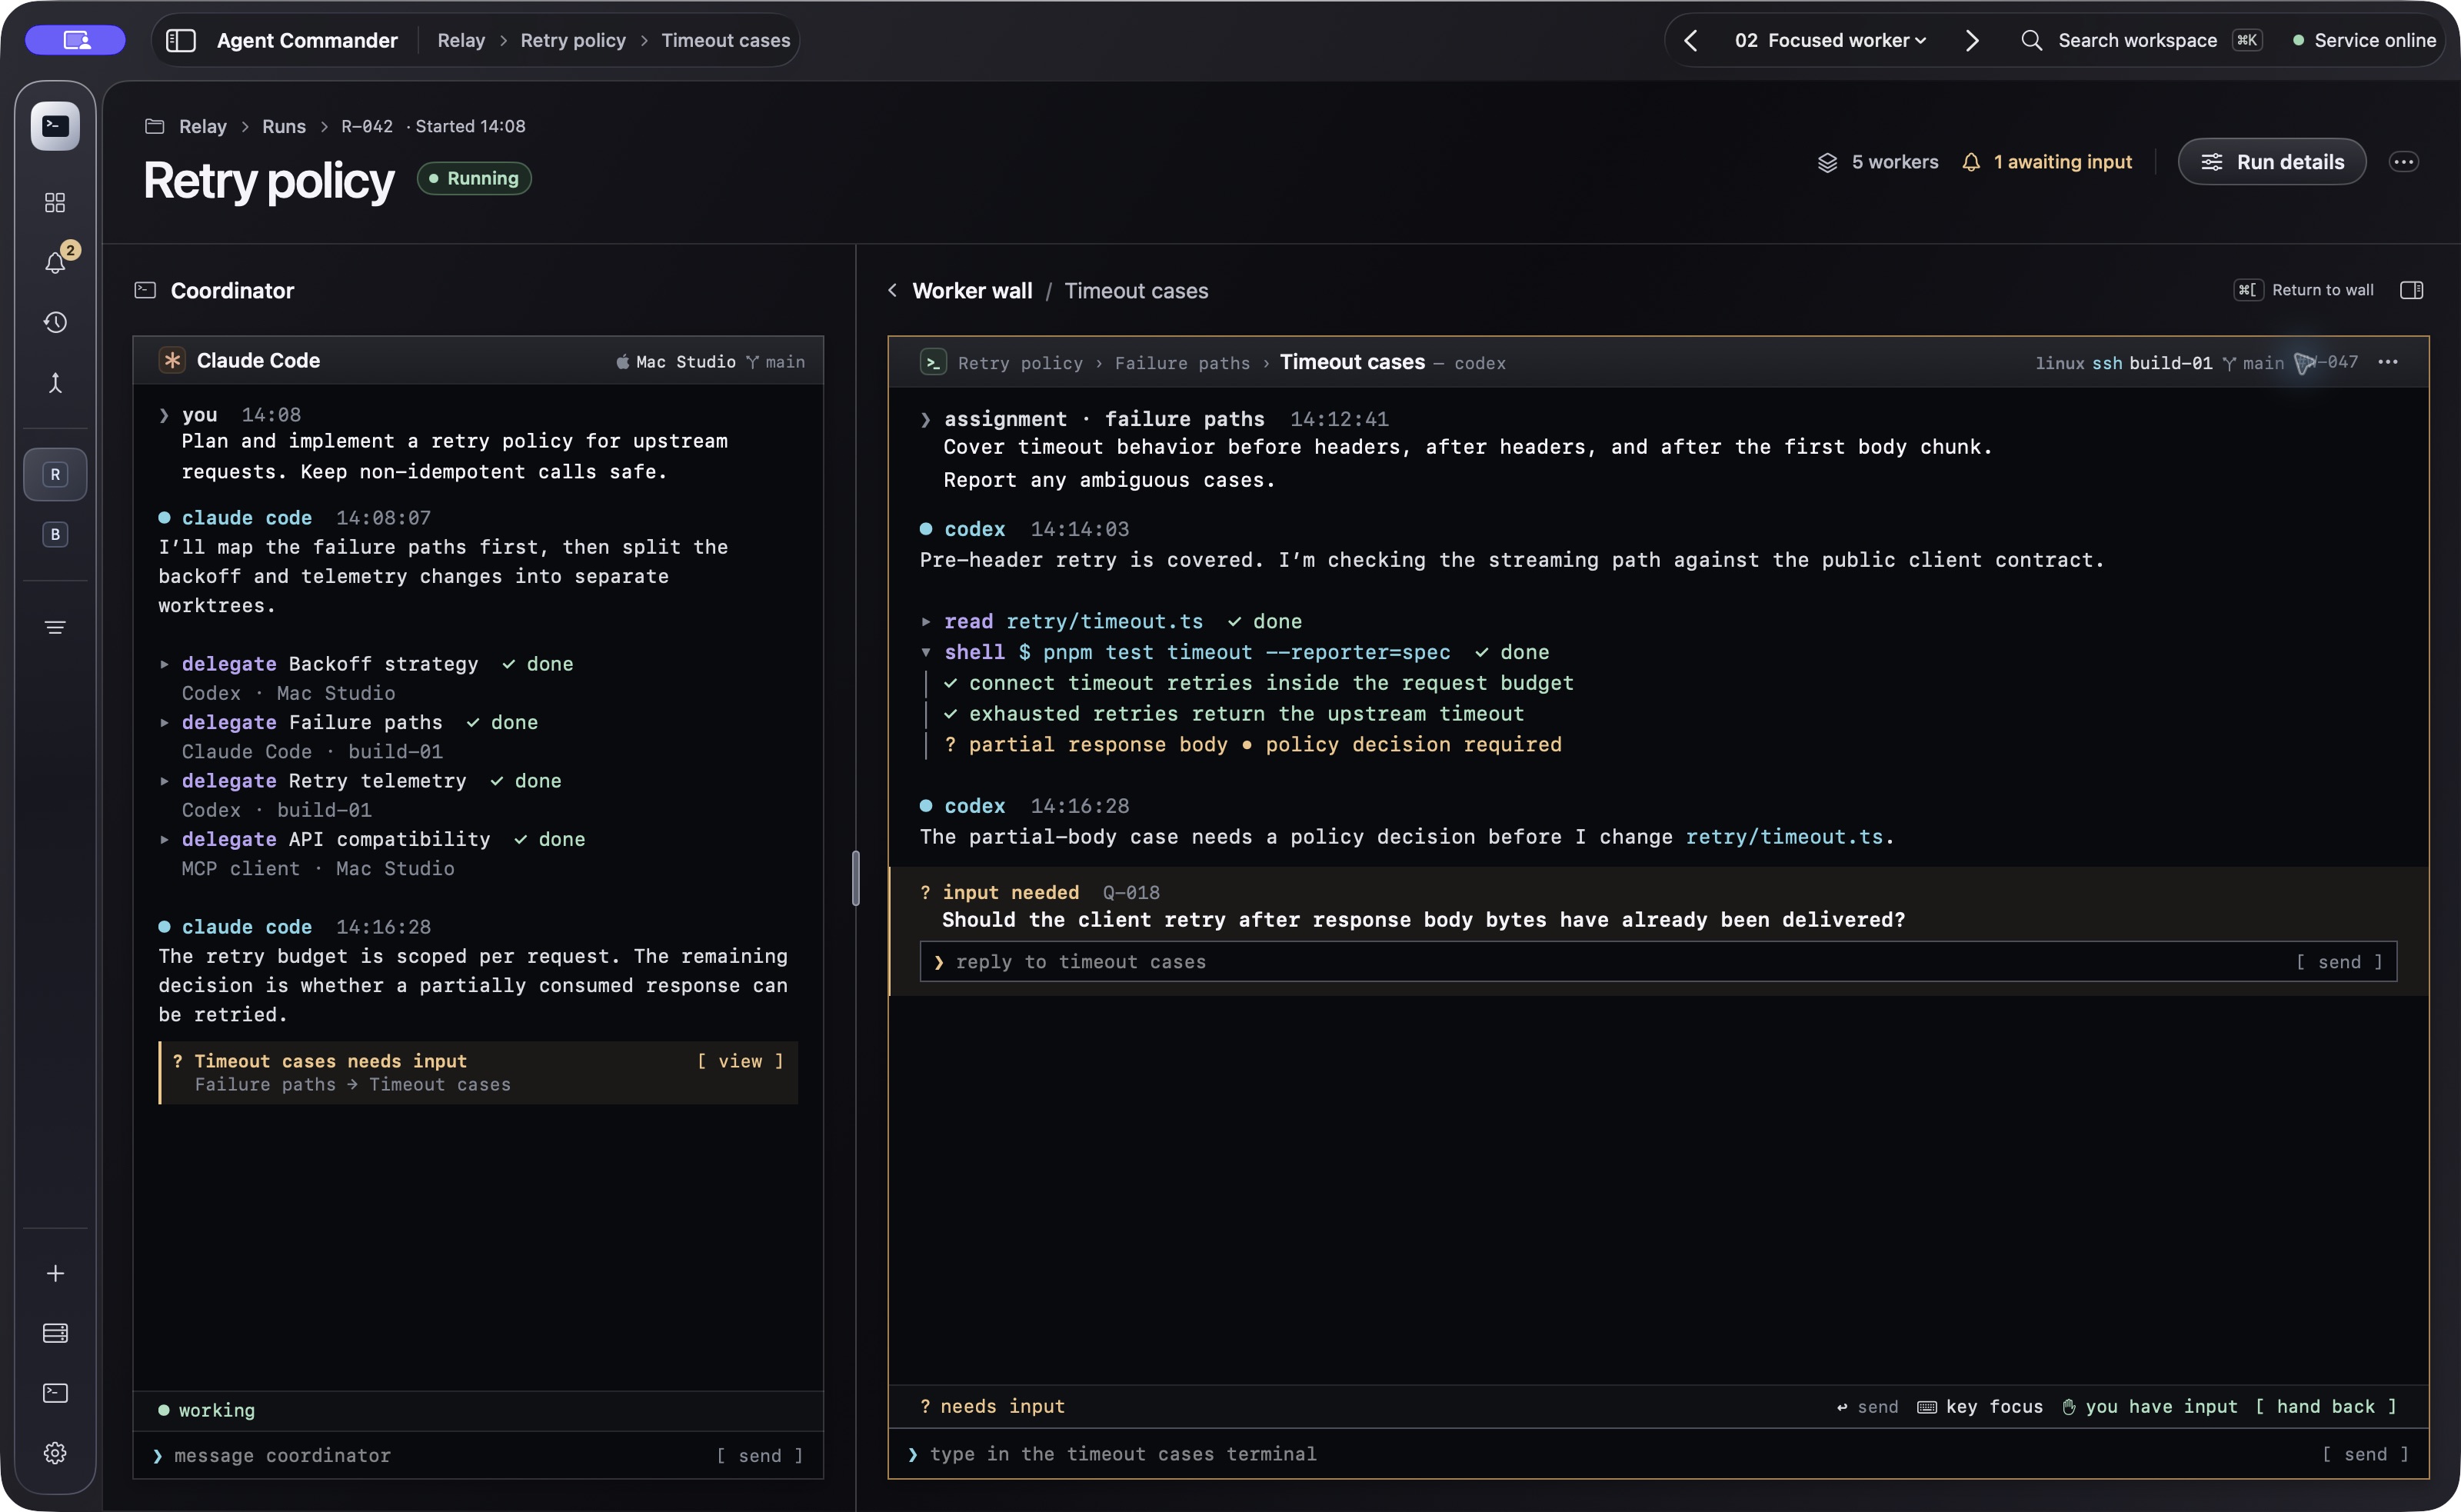 Agent Commander Relay > Retry policy > Timeout cases
02 Focused worker
Search workspace ⌘K
Service online
2
R
B
Relay > Runs > R-042 · Started 14:08
Retry policy
Running
5 workers
1 awaiting input
Run details
Coordinator
Claude Code
Mac Studio main
❯ you 14:08
Plan and implement a retry policy for upstream
requests. Keep non-idempotent calls safe.
● claude code 14:08:07
I’ll map the failure paths first, then split the
backoff and telemetry changes into separate
worktrees.
▸ delegate Backoff strategy ✓ done
Codex · Mac Studio
▸ delegate Failure paths ✓ done
Claude Code · build-01
▸ delegate Retry telemetry ✓ done
Codex · build-01
▸ delegate API compatibility ✓ done
MCP client · Mac Studio
● claude code 14:16:28
The retry budget is scoped per request. The remaining
decision is whether a partially consumed response can
be retried.
? Timeout cases needs input [ view ]
Failure paths → Timeout cases
● working
❯ message coordinator [ send ]
Worker wall / Timeout cases
⌘[ Return to wall
Retry policy › Failure paths › Timeout cases — codex
linux ssh build-01 main
❯ assignment · failure paths 14:12:41
Cover timeout behavior before headers, after headers, and after the first body chunk.
Report any ambiguous cases.
● codex 14:14:03
Pre-header retry is covered. I’m checking the streaming path against the public client contract.
▸ read retry/timeout.ts ✓ done
▾ shell $ pnpm test timeout --reporter=spec ✓ done
✓ connect timeout retries inside the request budget
✓ exhausted retries return the upstream timeout
? partial response body ● policy decision required
● codex 14:16:28
The partial-body case needs a policy decision before I change retry/timeout.ts.
? input needed Q-018
Should the client retry after response body bytes have already been delivered?
❯ reply to timeout cases [ send ]
? needs input
↩ send key focus you have input [ hand back ]
❯ type in the timeout cases terminal [ send ]